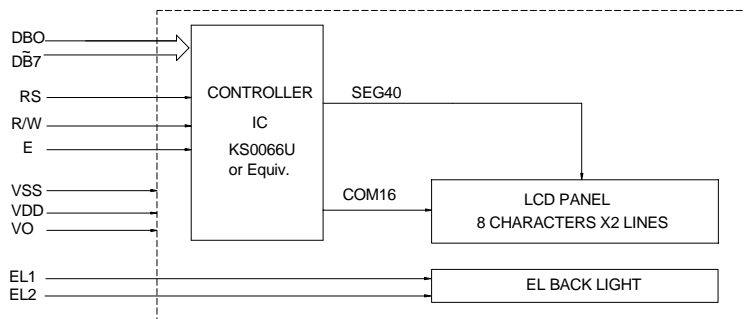 DBO
~
DB7
RS
R/W
E
VSS
VDD
VO
EL1
EL2
CONTROLLER
IC
KS0066U
or Equiv.
SEG40
COM16
LCD PANEL
8 CHARACTERS X2 LINES
EL BACK LIGHT